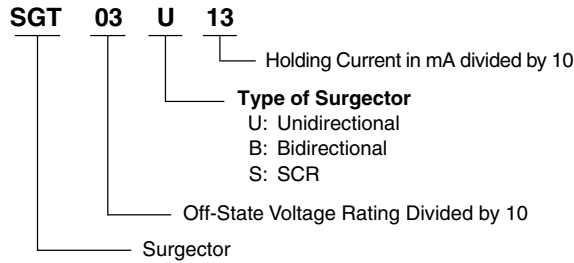 SGT 03 U 13
Holding Current in mA divided by 10
Type of Surgector
U: Unidirectional
B: Bidirectional
S: SCR
Off-State Voltage Rating Divided by 10
Surgector